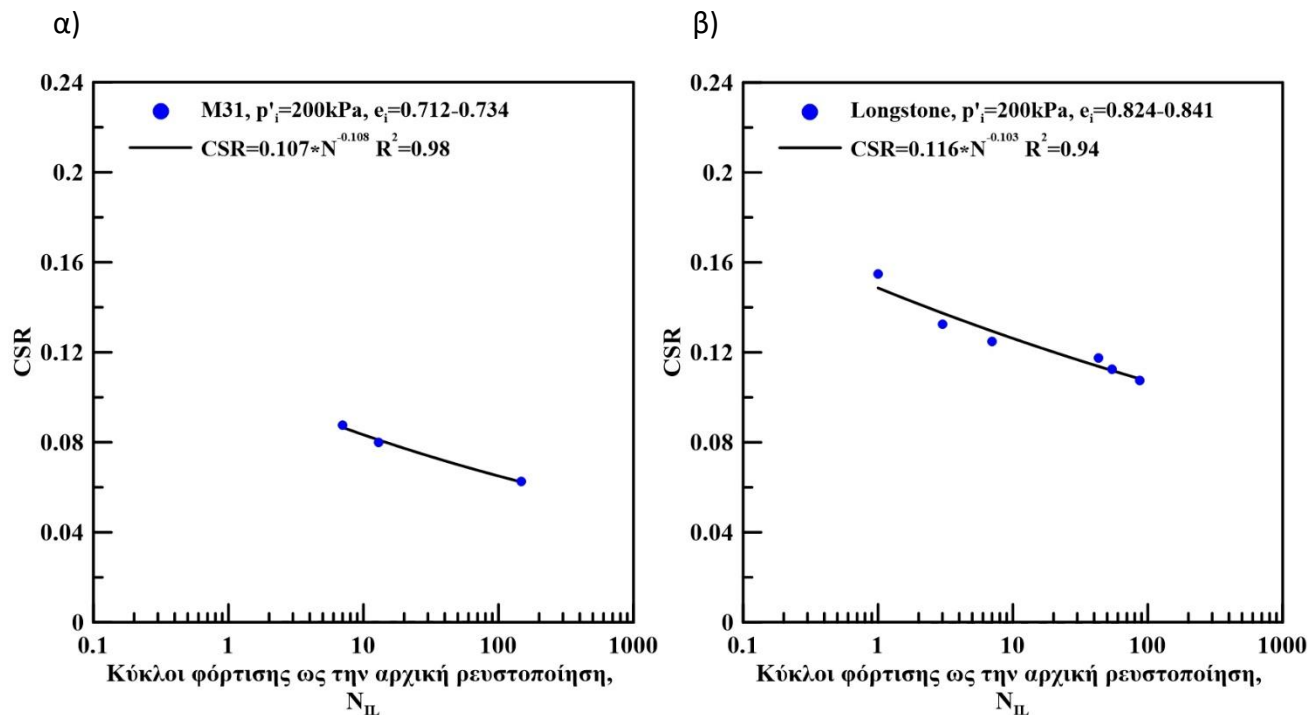 α)
0.24
0.2
0.16
0.12
0.08
0.04
0
CSR
M31, p'i=200kPa, ei=0.712-0.734
CSR=0.107*N^-0.108 R^2=0.98
0.1 1 10 100 1000
Κύκλοι φόρτισης ως την αρχική ρευστοποίηση,
N_IL
β)
0.24
0.2
0.16
0.12
0.08
0.04
0
CSR
Longstone, p'i=200kPa, ei=0.824-0.841
CSR=0.116*N^-0.103 R^2=0.94
0.1 1 10 100 1000
Κύκλοι φόρτισης ως την αρχική ρευστοποίηση,
N_IL